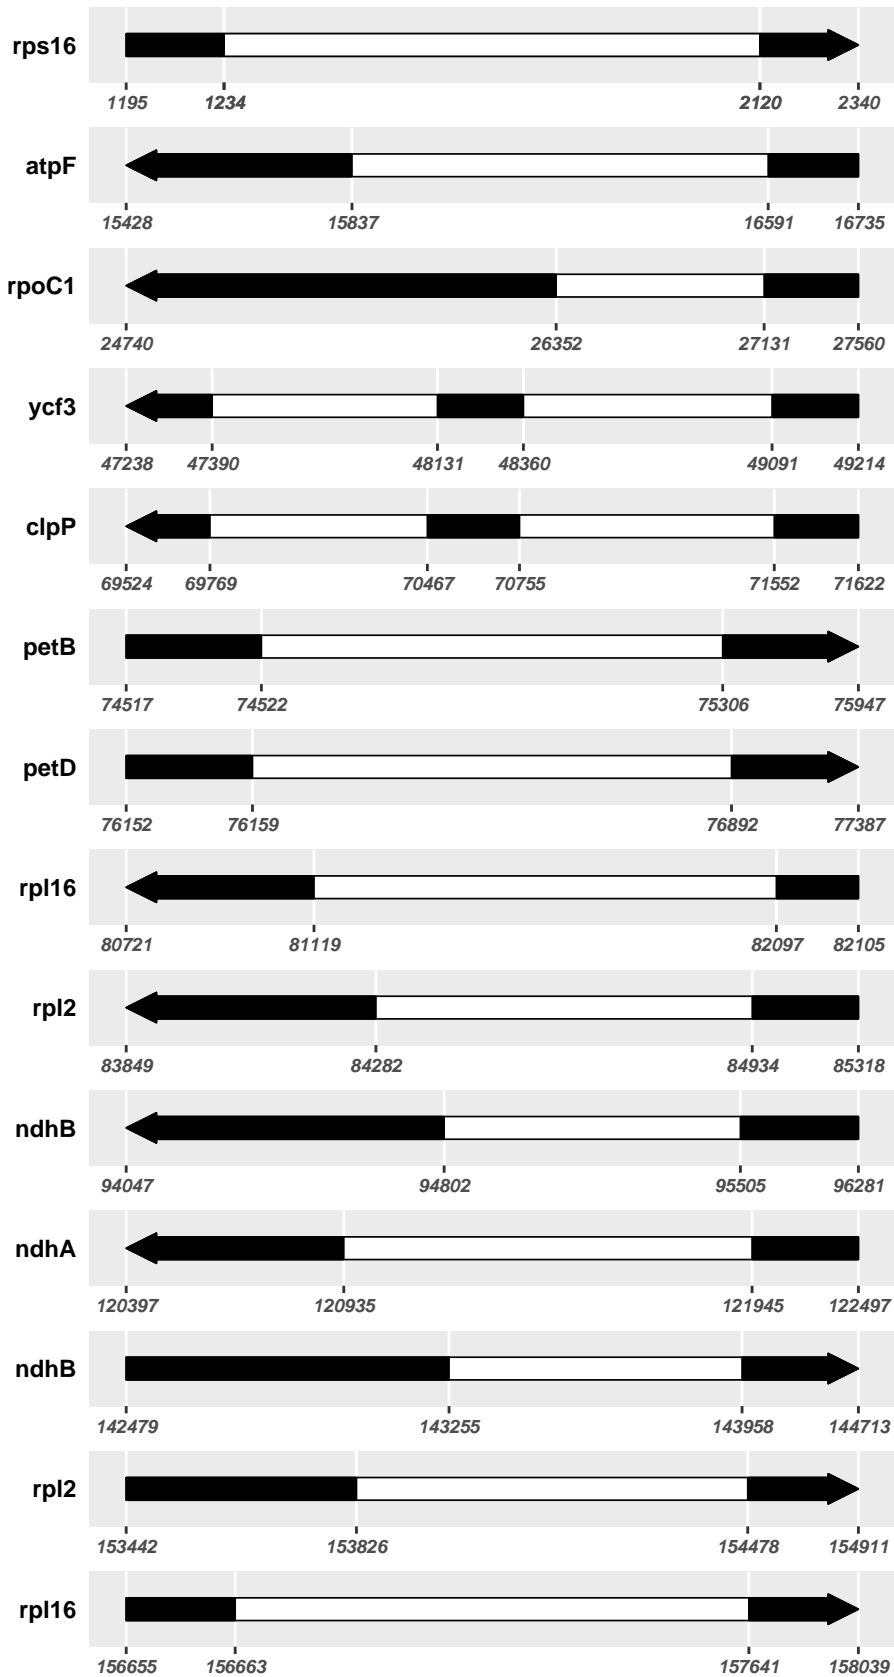 rps16
1195 1234 2120 2340
atpF
15428 15837 16591 16735
rpoC1
24740 26352 27131 27560
ycf3
47238 47390 48131 48360 49091 49214
clpP
69524 69769 70467 70755 71552 71622
petB
74517 74522 75306 75947
petD
76152 76159 76892 77387
rpl16
80721 81119 82097 82105
rpl2
83849 84282 84934 85318
ndhB
94047 94802 95505 96281
ndhA
120397 120935 121945 122497
ndhB
142479 143255 143958 144713
rpl2
153442 153826 154478 154911
rpl16
156655 156663 157641 158039